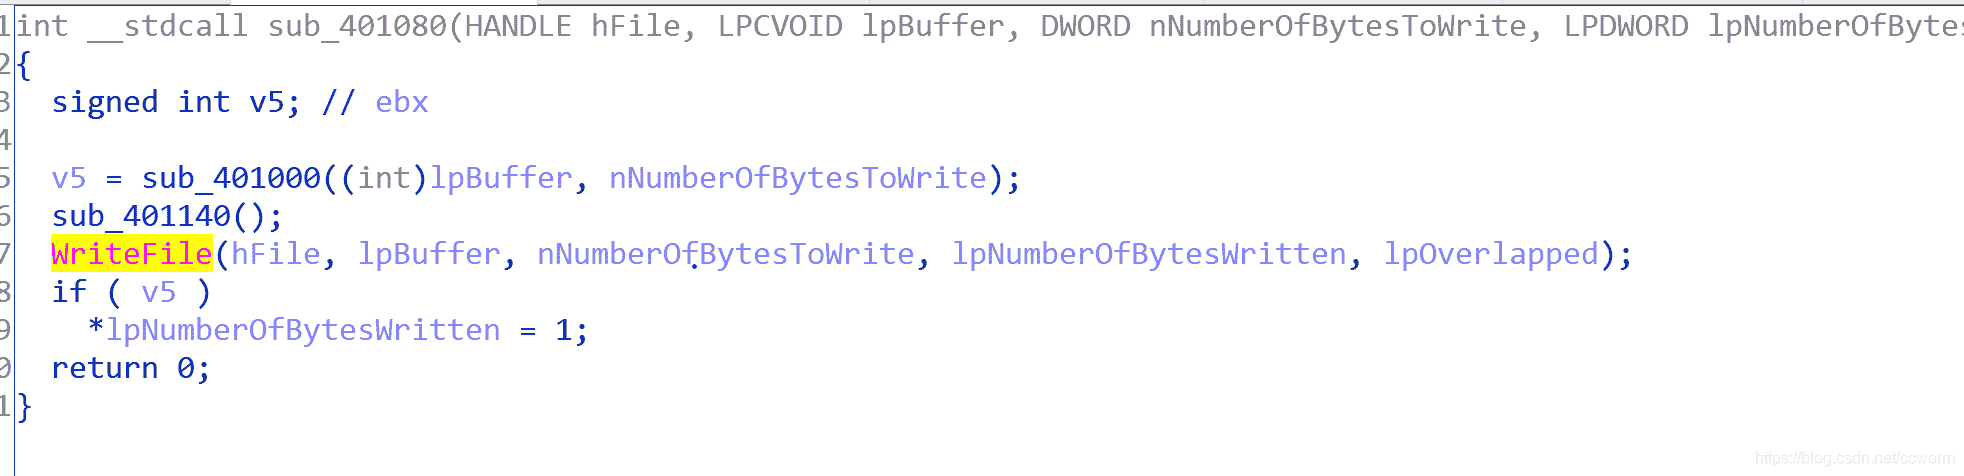 1 int __stdcall sub_401080(HANDLE hFile, LPCVOID lpBuffer, DWORD nNumberOfBytesToWrite, LPDWORD lpNumberOfBytes
2 {
3 signed int v5; // ebx
4
5 v5 = sub_401000((int)lpBuffer, nNumberOfBytesToWrite);
6 sub_401140();
7 WriteFile(hFile, lpBuffer, nNumberOfBytesToWrite, lpNumberOfBytesWritten, lpOverlapped);
8 if ( v5 )
9 *lpNumberOfBytesWritten = 1;
0 return 0;
1 }
https://blog.csdn.net/ccworm